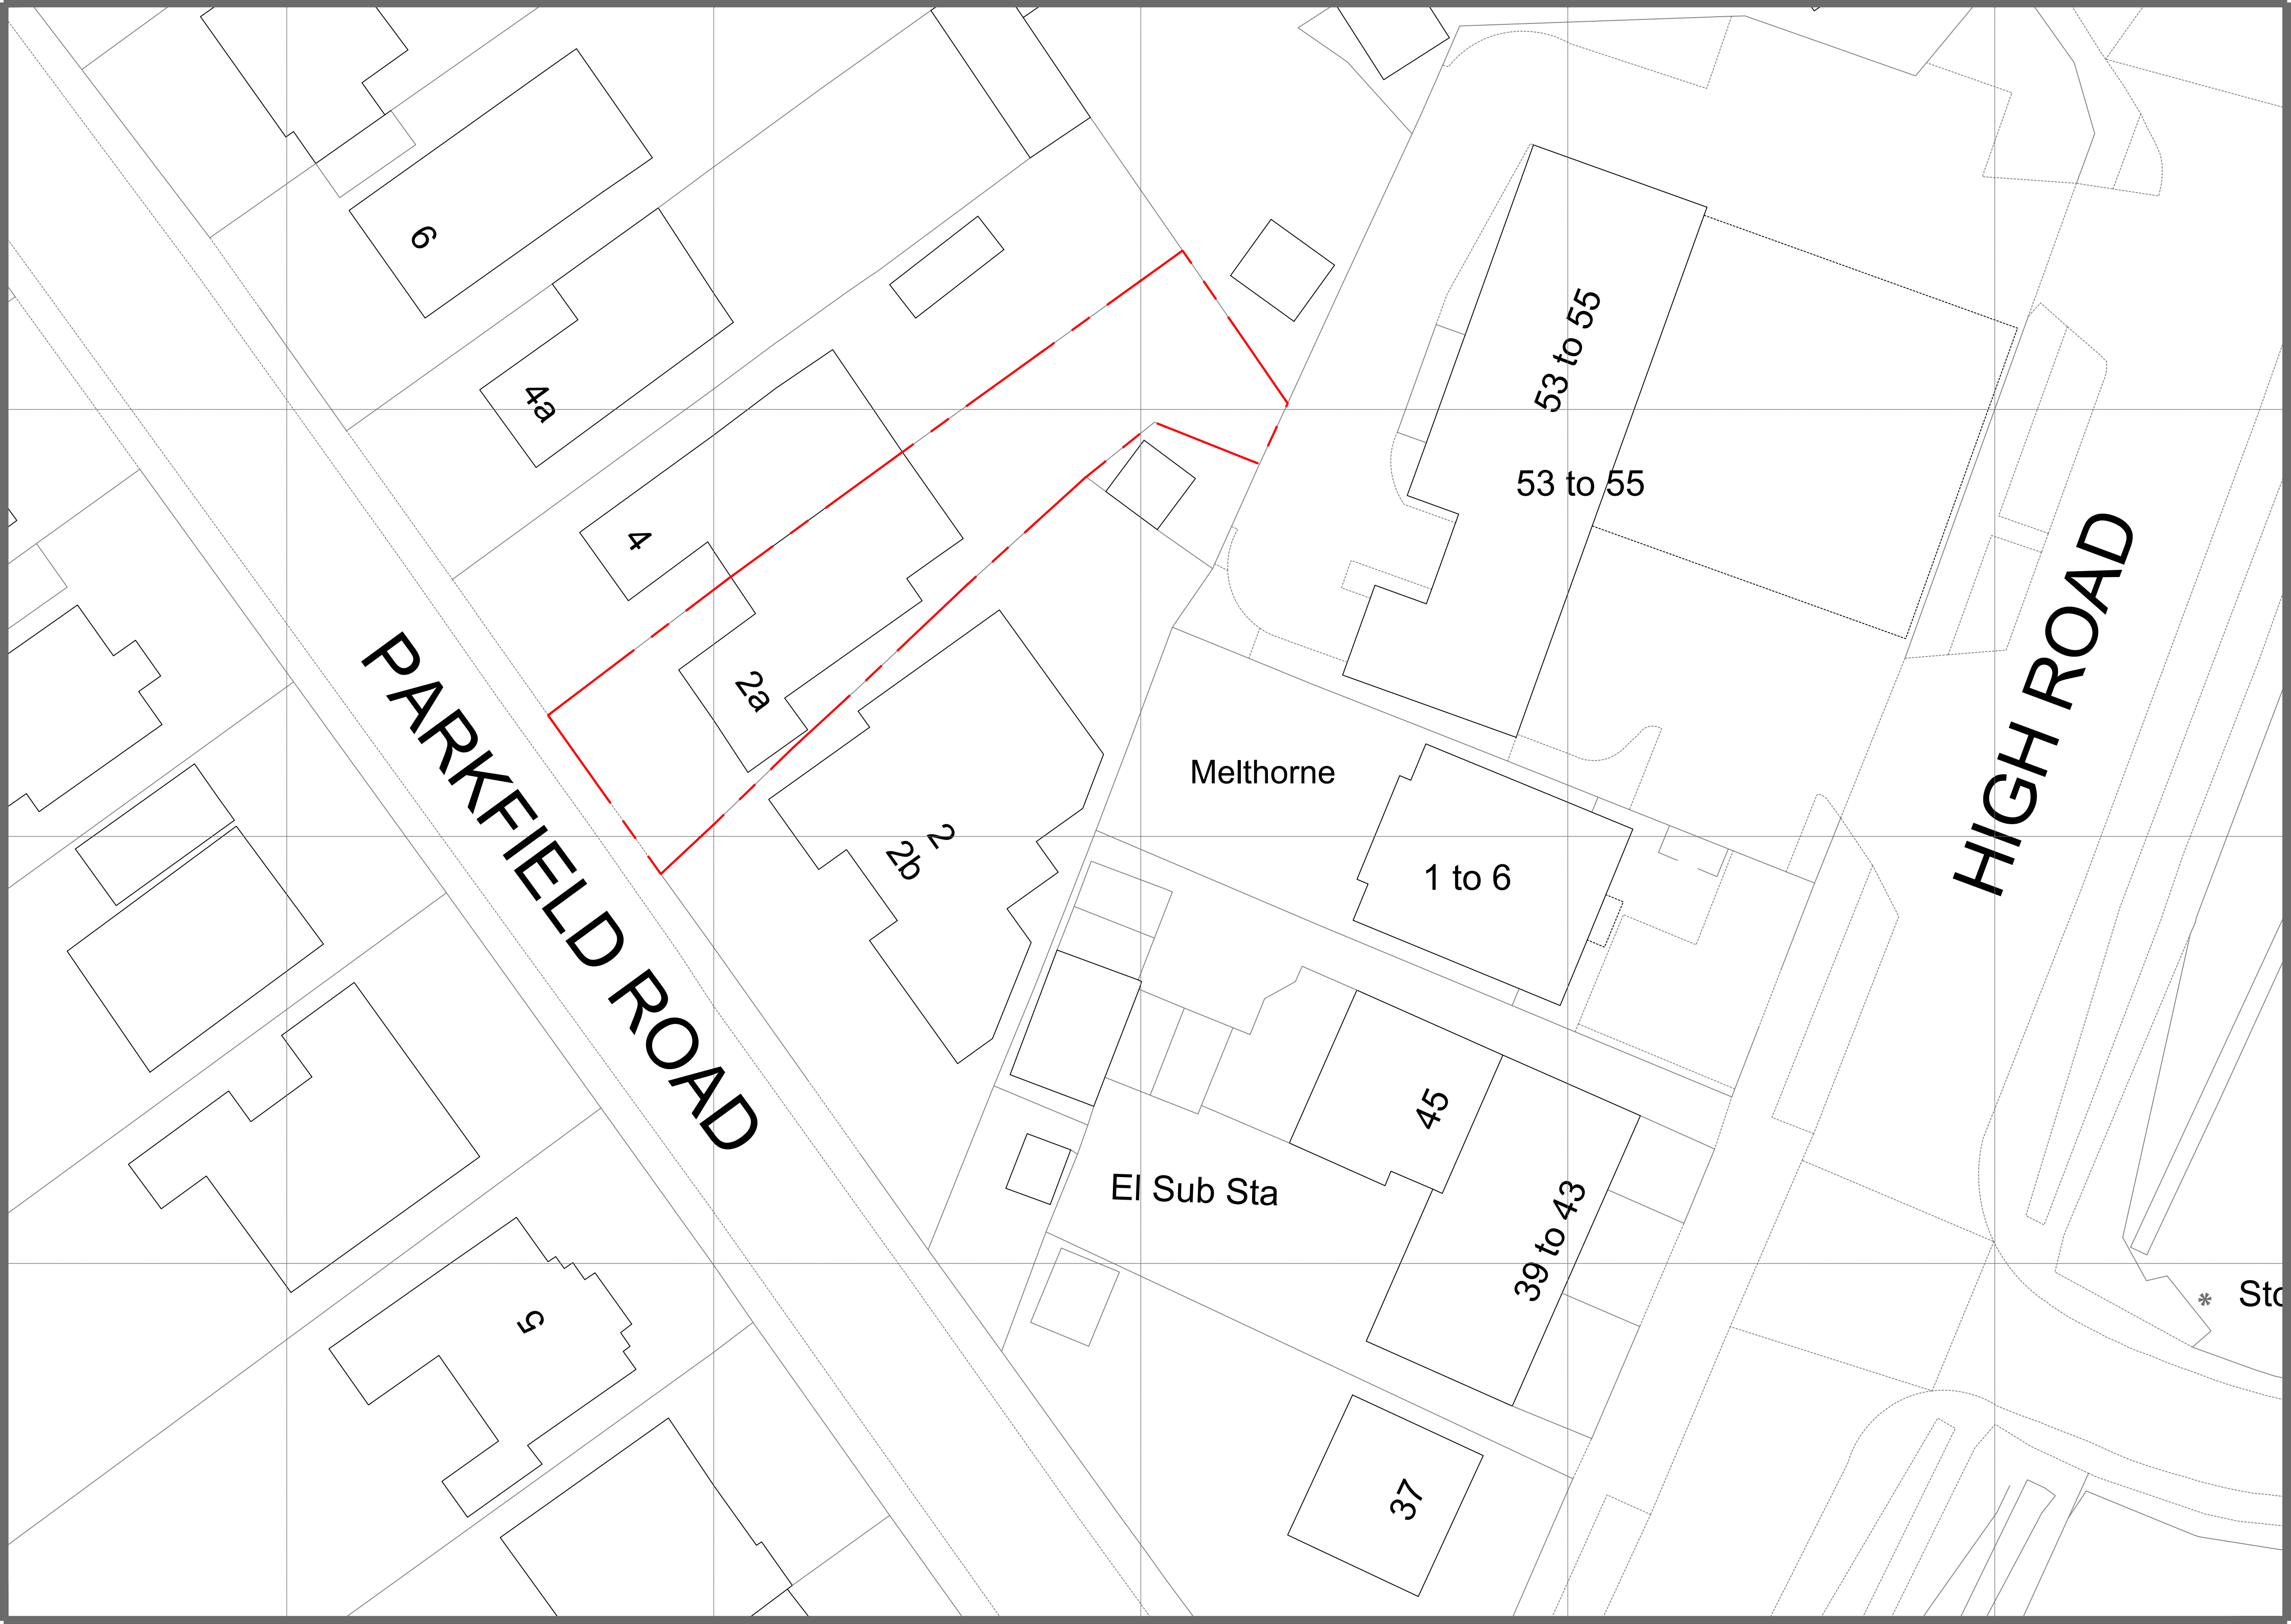 6
4a
53 to 55
53 to 55
4
2a
PARKFIELD ROAD
HIGH ROAD
Melthorne
2
2b
1 to 6
45
El Sub Sta
39 to 43
5
37